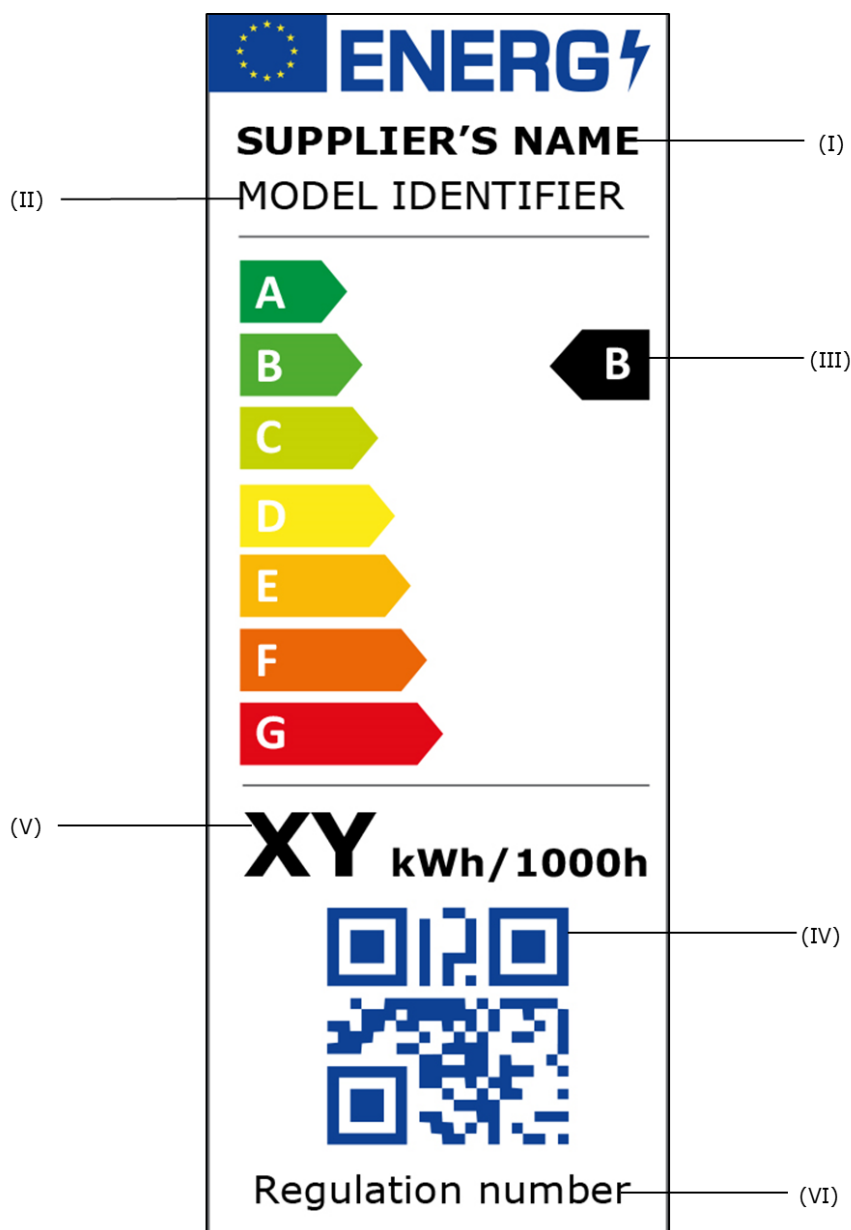 ENERG
SUPPLIER'S NAME (I)
(II) MODEL IDENTIFIER
A
B B (III)
C
D
E
F
G
(V) XY kWh/1000h
(IV)
Regulation number (VI)